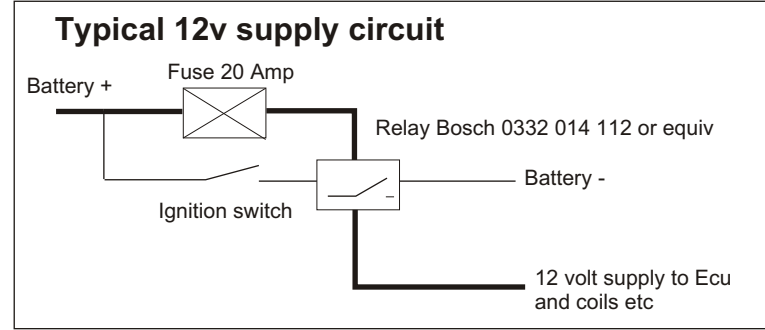 Typical 12v supply circuit
Fuse 20 Amp
Battery +
Relay Bosch 0332 014 112 or equiv
Battery -
Ignition switch
12 volt supply to Ecu
and coils etc